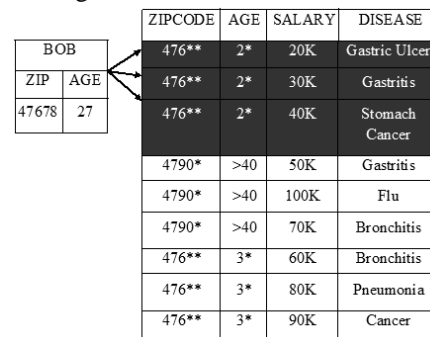 ZIPCODE AGE SALARY DISEASE
BOB
ZIP AGE
47678 27
476** 2* 20K Gastric Ulcer
476** 2* 30K Gastritis
476** 2* 40K Stomach
Cancer
4790* >40 50K Gastritis
4790* >40 100K Flu
4790* >40 70K Bronchitis
476** 3* 60K Bronchitis
476** 3* 80K Pneumonia
476** 3* 90K Cancer